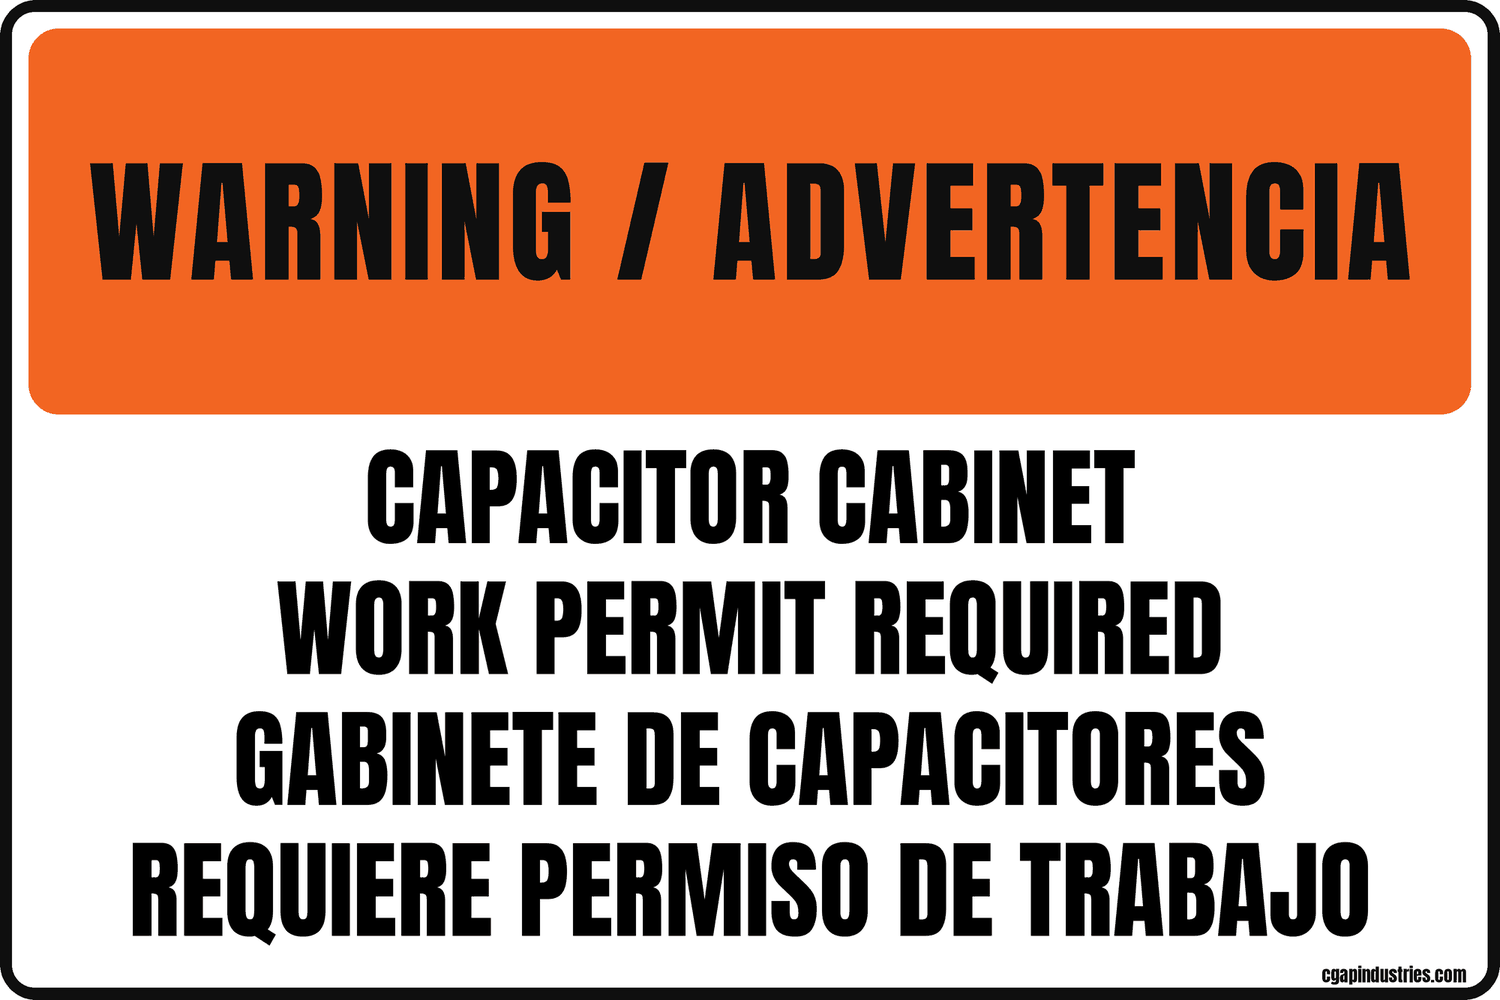 WARNING / ADVERTENCIA
CAPACITOR CABINET
WORK PERMIT REQUIRED
GABINETE DE CAPACITORES
REQUIERE PERMISO DE TRABAJO
cgapindustries.com